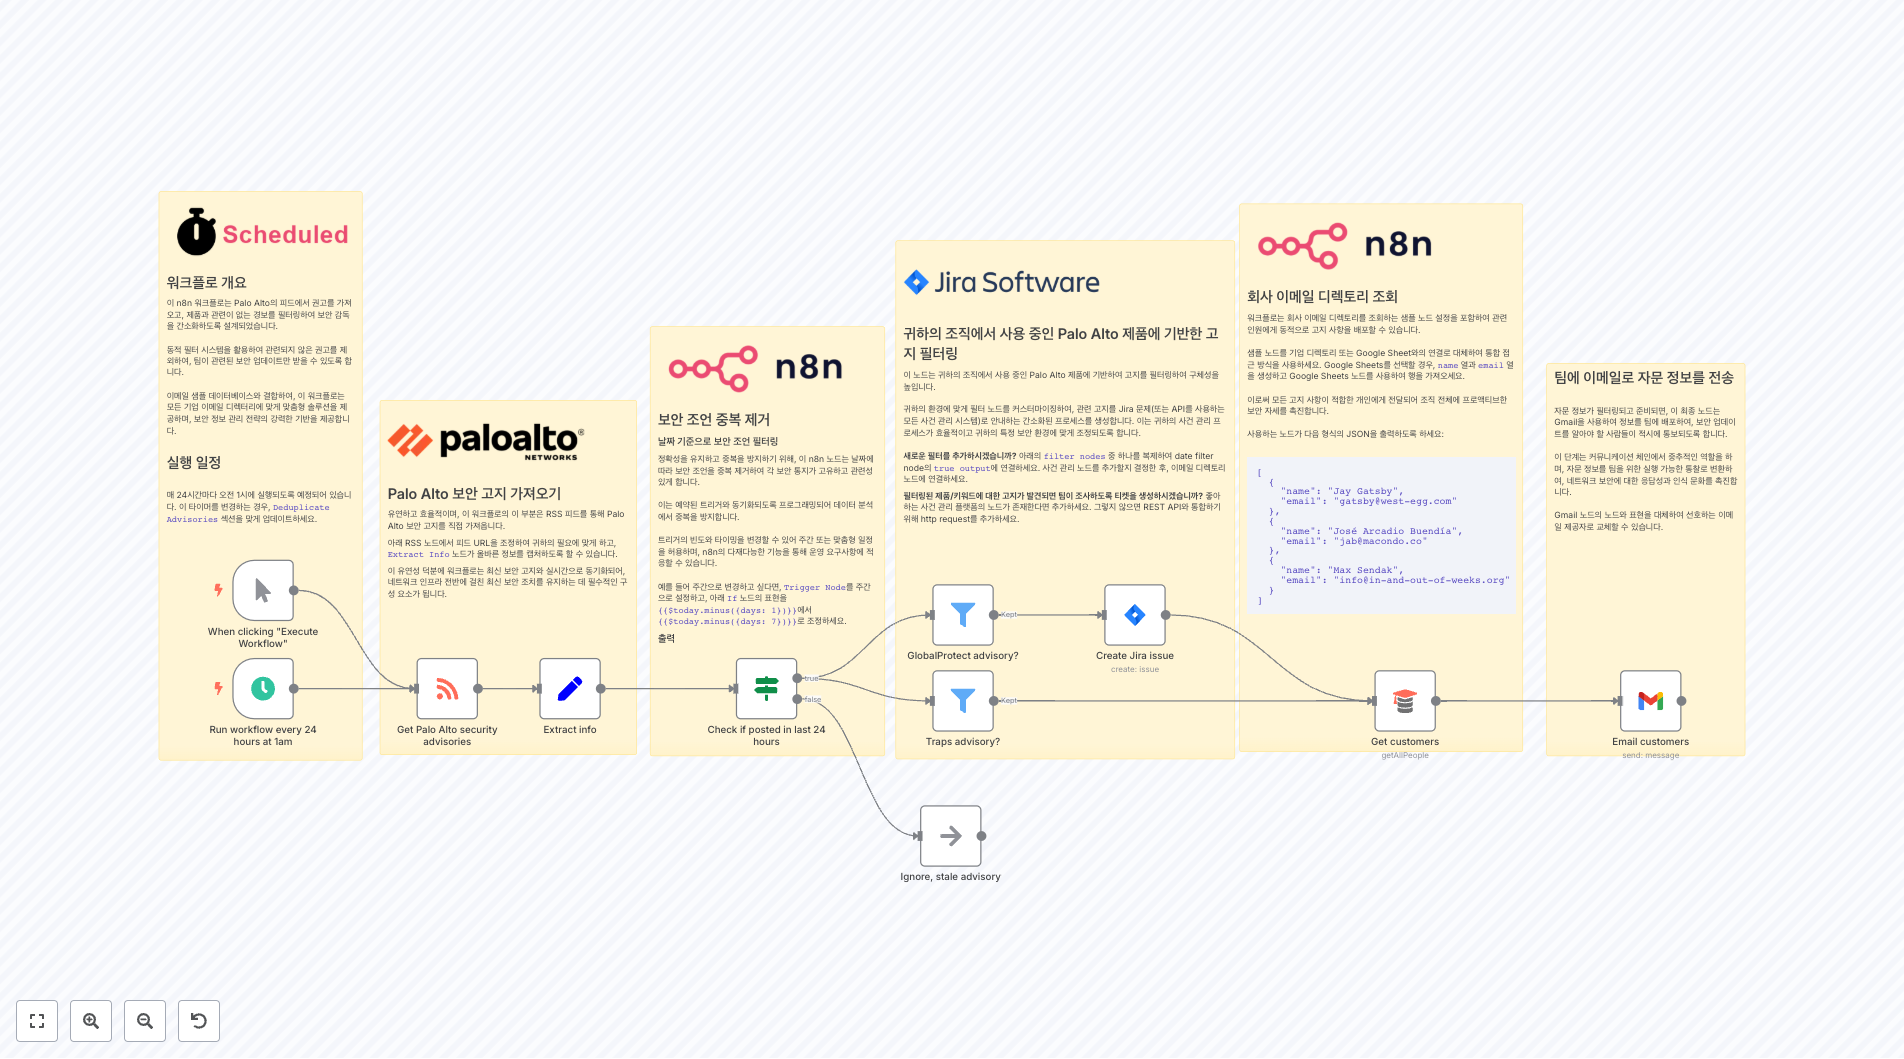 Scheduled
워크플로 개요
이 n8n 워크플로는 Palo Alto의 피드에서 권고를 가져
오고, 제품과 관련이 없는 경보를 필터링하여 보안 감독
을 간소화하도록 설계되었습니다.
동적 필터 시스템을 활용하여 관련되지 않은 권고를 제
외하여, 팀이 관련된 보안 업데이트만 받을 수 있도록 합
니다.
이메일 샘플 데이터베이스와 결합하여, 이 워크플로는
모든 기업 이메일 디렉터리에 맞게 맞춤형 솔루션을 제
공하며, 보안 정보 관리 전략의 강력한 기반을 제공합니
다.
실행 일정
매 24시간마다 오전 1시에 실행되도록 예정되어 있습니
다. 이 타이머를 변경하는 경우, Deduplicate
Advisories 섹션을 맞게 업데이트하세요.
When clicking "Execute
Workflow"
Run workflow every 24
hours at 1am
paloalto®
NETWORKS
Palo Alto 보안 고지 가져오기
유연하고 효율적이며, 이 워크플로의 이 부분은 RSS 피드를 통해 Palo
Alto 보안 고지를 직접 가져옵니다.
아래 RSS 노드에서 피드 URL을 조정하여 귀하의 필요에 맞게 하고,
Extract Info 노드가 올바른 정보를 캡처하도록 할 수 있습니다.
이 유연성 덕분에 워크플로는 최신 보안 고지와 실시간으로 동기화되어,
네트워크 인프라 전반에 걸친 최신 보안 조치를 유지하는 데 필수적인 구
성 요소가 됩니다.
Get Palo Alto security
advisories
Extract info
n8n
보안 조언 중복 제거
날짜 기준으로 보안 조언 필터링
정확성을 유지하고 중복을 방지하기 위해, 이 n8n 노드는 날짜에
따라 보안 조언을 중복 제거하여 각 보안 통지가 고유하고 관련성
있게 합니다.
이는 예약된 트리거와 동기화되도록 프로그래밍되어 데이터 분석
에서 중복을 방지합니다.
트리거의 빈도와 타이밍을 변경할 수 있어 주간 또는 맞춤형 일정
을 허용하며, n8n의 다재다능한 기능을 통해 운영 요구사항에 적
응할 수 있습니다.
예를 들어 주간으로 변경하고 싶다면, Trigger Node를 주간
으로 설정하고, 아래 If 노드의 표현을
{{$today.minus({days: 1})}}에서
{{$today.minus({days: 7})}}로 조정하세요.
출력
true
false
Check if posted in last 24
hours
Jira Software
귀하의 조직에서 사용 중인 Palo Alto 제품에 기반한 고
지 필터링
이 노드는 귀하의 조직에서 사용 중인 Palo Alto 제품에 기반하여 고지를 필터링하여 구체성을
높입니다.
귀하의 환경에 맞게 필터 노드를 커스터마이징하여, 관련 고지를 Jira 문제(또는 API를 사용하는
모든 사건 관리 시스템)로 안내하는 간소화된 프로세스를 생성합니다. 이는 귀하의 사건 관리 프
로세스가 효율적이고 귀하의 특정 보안 환경에 맞게 조정되도록 합니다.
새로운 필터를 추가하시겠습니까? 아래의 filter nodes 중 하나를 복제하여 date filter
node의 true output에 연결하세요. 사건 관리 노드를 추가할지 결정한 후, 이메일 디렉토리
노드에 연결하세요.
필터링된 제품/키워드에 대한 고지가 발견되면 팀이 조사하도록 티켓을 생성하시겠습니까? 좋아
하는 사건 관리 플랫폼의 노드가 존재한다면 추가하세요. 그렇지 않으면 REST API와 통합하기
위해 http request를 추가하세요.
Kept
GlobalProtect advisory?
Create Jira issue
create: issue
Kept
Traps advisory?
Ignore, stale advisory
n8n
회사 이메일 디렉토리 조회
워크플로는 회사 이메일 디렉토리를 조회하는 샘플 노드 설정을 포함하여 관련
인원에게 동적으로 고지 사항을 배포할 수 있습니다.
샘플 노드를 기업 디렉토리 또는 Google Sheet와의 연결로 대체하여 통합 접
근 방식을 사용하세요. Google Sheets를 선택할 경우, name 열과 email 열
을 생성하고 Google Sheets 노드를 사용하여 행을 가져오세요.
이로써 모든 고지 사항이 적합한 개인에게 전달되어 조직 전체에 프로액티브한
보안 자세를 촉진합니다.
사용하는 노드가 다음 형식의 JSON을 출력하도록 하세요:
[
{
"name": "Jay Gatsby",
"email": "gatsby@west-egg.com"
},
{
"name": "José Arcadio Buendía",
"email": "jab@macondo.co"
},
{
"name": "Max Sendak",
"email": "info@in-and-out-of-weeks.org"
}
]
Get customers
getAllPeople
팀에 이메일로 자문 정보를 전송
자문 정보가 필터링되고 준비되면, 이 최종 노드는
Gmail을 사용하여 정보를 팀에 배포하여, 보안 업데이
트를 알아야 할 사람들이 적시에 통보되도록 합니다.
이 단계는 커뮤니케이션 체인에서 중추적인 역할을 하
며, 자문 정보를 팀을 위한 실행 가능한 통찰로 변환하
여, 네트워크 보안에 대한 응답성과 인식 문화를 촉진합
니다.
Gmail 노드의 노드와 표현을 대체하여 선호하는 이메
일 제공자로 교체할 수 있습니다.
Email customers
send: message